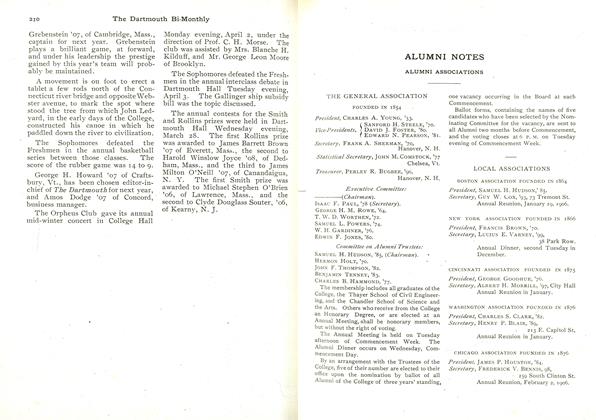 230 The Dartmouth Bi-Monthly
Grebenstein '07, of Cambridge, Mass.,
captain for next year. Grebenstein
plays a brilliant game, at forward,
and under his leadership the prestige
gained by this year's team will prob-
ably be maintained.
A movement is on foot to erect a
tablet a few rods north of the Con-
necticut river bridge and opposite Web-
ster avenue, to mark the spot where
stood the tree from which John Led-
yard, in the early days of the College,
constructed his canoe in which he
paddled down the river to civilization.
The Sophomores defeated the
Freshmen in the annual basketball
series between those classes. The
score of the rubber game was 14 to 9.
George H. Howard '07 of Crafts-
bury, Vt., has been chosen editor-in-
chief of The Dartmouth for next year,
and Amos Dodge '07 of Concord,
business manager.
The Orpheus Club gave its annual
mid-winter concert in College Hall
Monday evening, April 2, under the
direction of Prof. C. H. Morse. The
club was assisted by Mrs. Blanche H.
Kilduff, and Mr. George Leon Moore
of Brooklyn.
The Sophomores defeated the Fresh-
men in the annual interclass debate in
Dartmouth Hall Tuesday evening,
April 3. The Gallinger ship subsidy
bill was the topic discussed.
The annual contests for the Smith
and Rollins prizes were held in Dart-
mouth Hall Wednesday evening,
March 28. The first Rollins prize
was awarded to James Barrett Brown
'07 of Everett, Mass., the second to
Harold Winslow Joyce '08, of Ded-
ham, Mass., and the third to James
Milton O'Neill '07, of Canandaigua,
N. Y. The first Smith prize was
awarded to Michael Stephen O'Brien
'06, of Lawrence, Mass., and the
second to Clyde Douglass Souter, '06,
of Kearny, N. J.
ALUMNI NOTES
ALUMNI ASSOCIATIONS
THE GENERAL ASSOCIATION
FOUNDED IN 1854
President, CHARLES A. YOUNG, '53.
Vice-Presidents, { SANFORD H. STEELE, '70.
DAVID J. FOSTER, '80.
EDWARD N. PEARSON, '81.
Secretary, FRANK A. SHERMAN, '70,
Hanover, N. H.
Statistical Secretary, JOHN M. COMSTOCK, '77
Chelsea, Vt.
Treasurer, PERLEY R. BUGBEE, '90,
Hanover, N. H.
Executive Committee:
(Chairman).
ISAAC F. PAUL, '78 (Secretary).
GEORGE H. M. ROWE, '64.
T. W. D. WORTHEN, '72.
SAMUEL L. POWERS, '74.
W. H. GARDINER, '76.
EDWIN F. JONES, '80.
Committee on Alumni Trustees:
SAMUEL H. HUDSON, '85, (Chairman).
HERMON HOLT, '70.
JOHN F. THOMPSON, '82.
BENJAMIN TENNEY, '83.
CHARLES B. HAMMOND, '77.
The membership includes all graduates of the
College, the Thayer School of Civil Engineer-
ing, and the Chandler School of Science and
the Arts. Others who receive from the College
an Honorary Degree, or are elected at an
Annual Meeting, shall be honorary members,
but without the right of voting.
The Annual Meeting is held on Tuesday
afternoon of Commencement Week. The
Alumni Dinner occurs on Wednesday, Com-
mencement Day.
By an arrangement with the Trustees of the
College, five of their number are elected to their
office upon the nomination by ballot of all
Alumni of the College of three years' standing,
one vacancy occurring in the Board at each
Commencement.
Ballot forms, containing the names of five
candidates who have been selected by the Nom-
inating Committee for the vacancy, are sent to
all Alumni two months before Commencement,
and the voting closes at 6 P. M. on Tuesday
evening of Commencement Week.
LOCAL ASSOCIATIONS
BOSTON ASSOCIATION FOUNDED IN 1864
President, SAMUEL H. HUDSON, '85.
Secretary, GUY W. COX, '93, 73 Tremont St.
Annual Reunion, January 29, 1906.
NEW YORK ASSOCIATION FOUNDED IN 1866
President, FRANCIS BROWN, '70.
Secretary, LUCIUS E. VARNEY, '99,
38 Park Row.
Annual Dinner, second Tuesday in
December.
CINCINNATI ASSOCIATION FOUNDED IN 1875
President, GEORGE GOODHUE, '76.
Secretary, ALBERT H. MORRILL, '97, City Hall
Annual Reunion in January.
WASHINGTON ASSOCIATION FOUNDED IN 1876
President, CHARLES S. CLARK, '82.
Secretary, HENRY P. BLAIR, '89,
213 E. Capitol St.
Annual Reunion in January.
CHICAGO ASSOCIATION FOUNDED IN 1876
President, JAMES P. HOUSTON, '84.
Secretary, FREDERICK V. BENNIS, '98,
259 South Clinton St.
Annual Reunion, February 2, 1906.